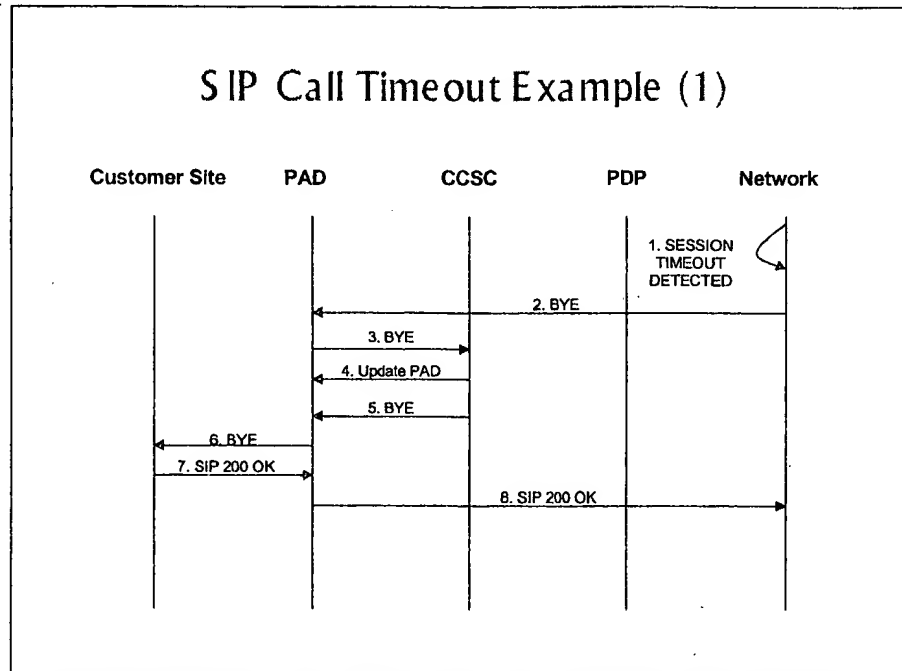 SIP Call Timeout Example (1)
Customer Site PAD CCSC PDP Network
1. SESSION
TIMEOUT
DETECTED
2. BYE
3. BYE
4. Update PAD
5. BYE
6. BYE
7. SIP 200 OK
8. SIP 200 OK